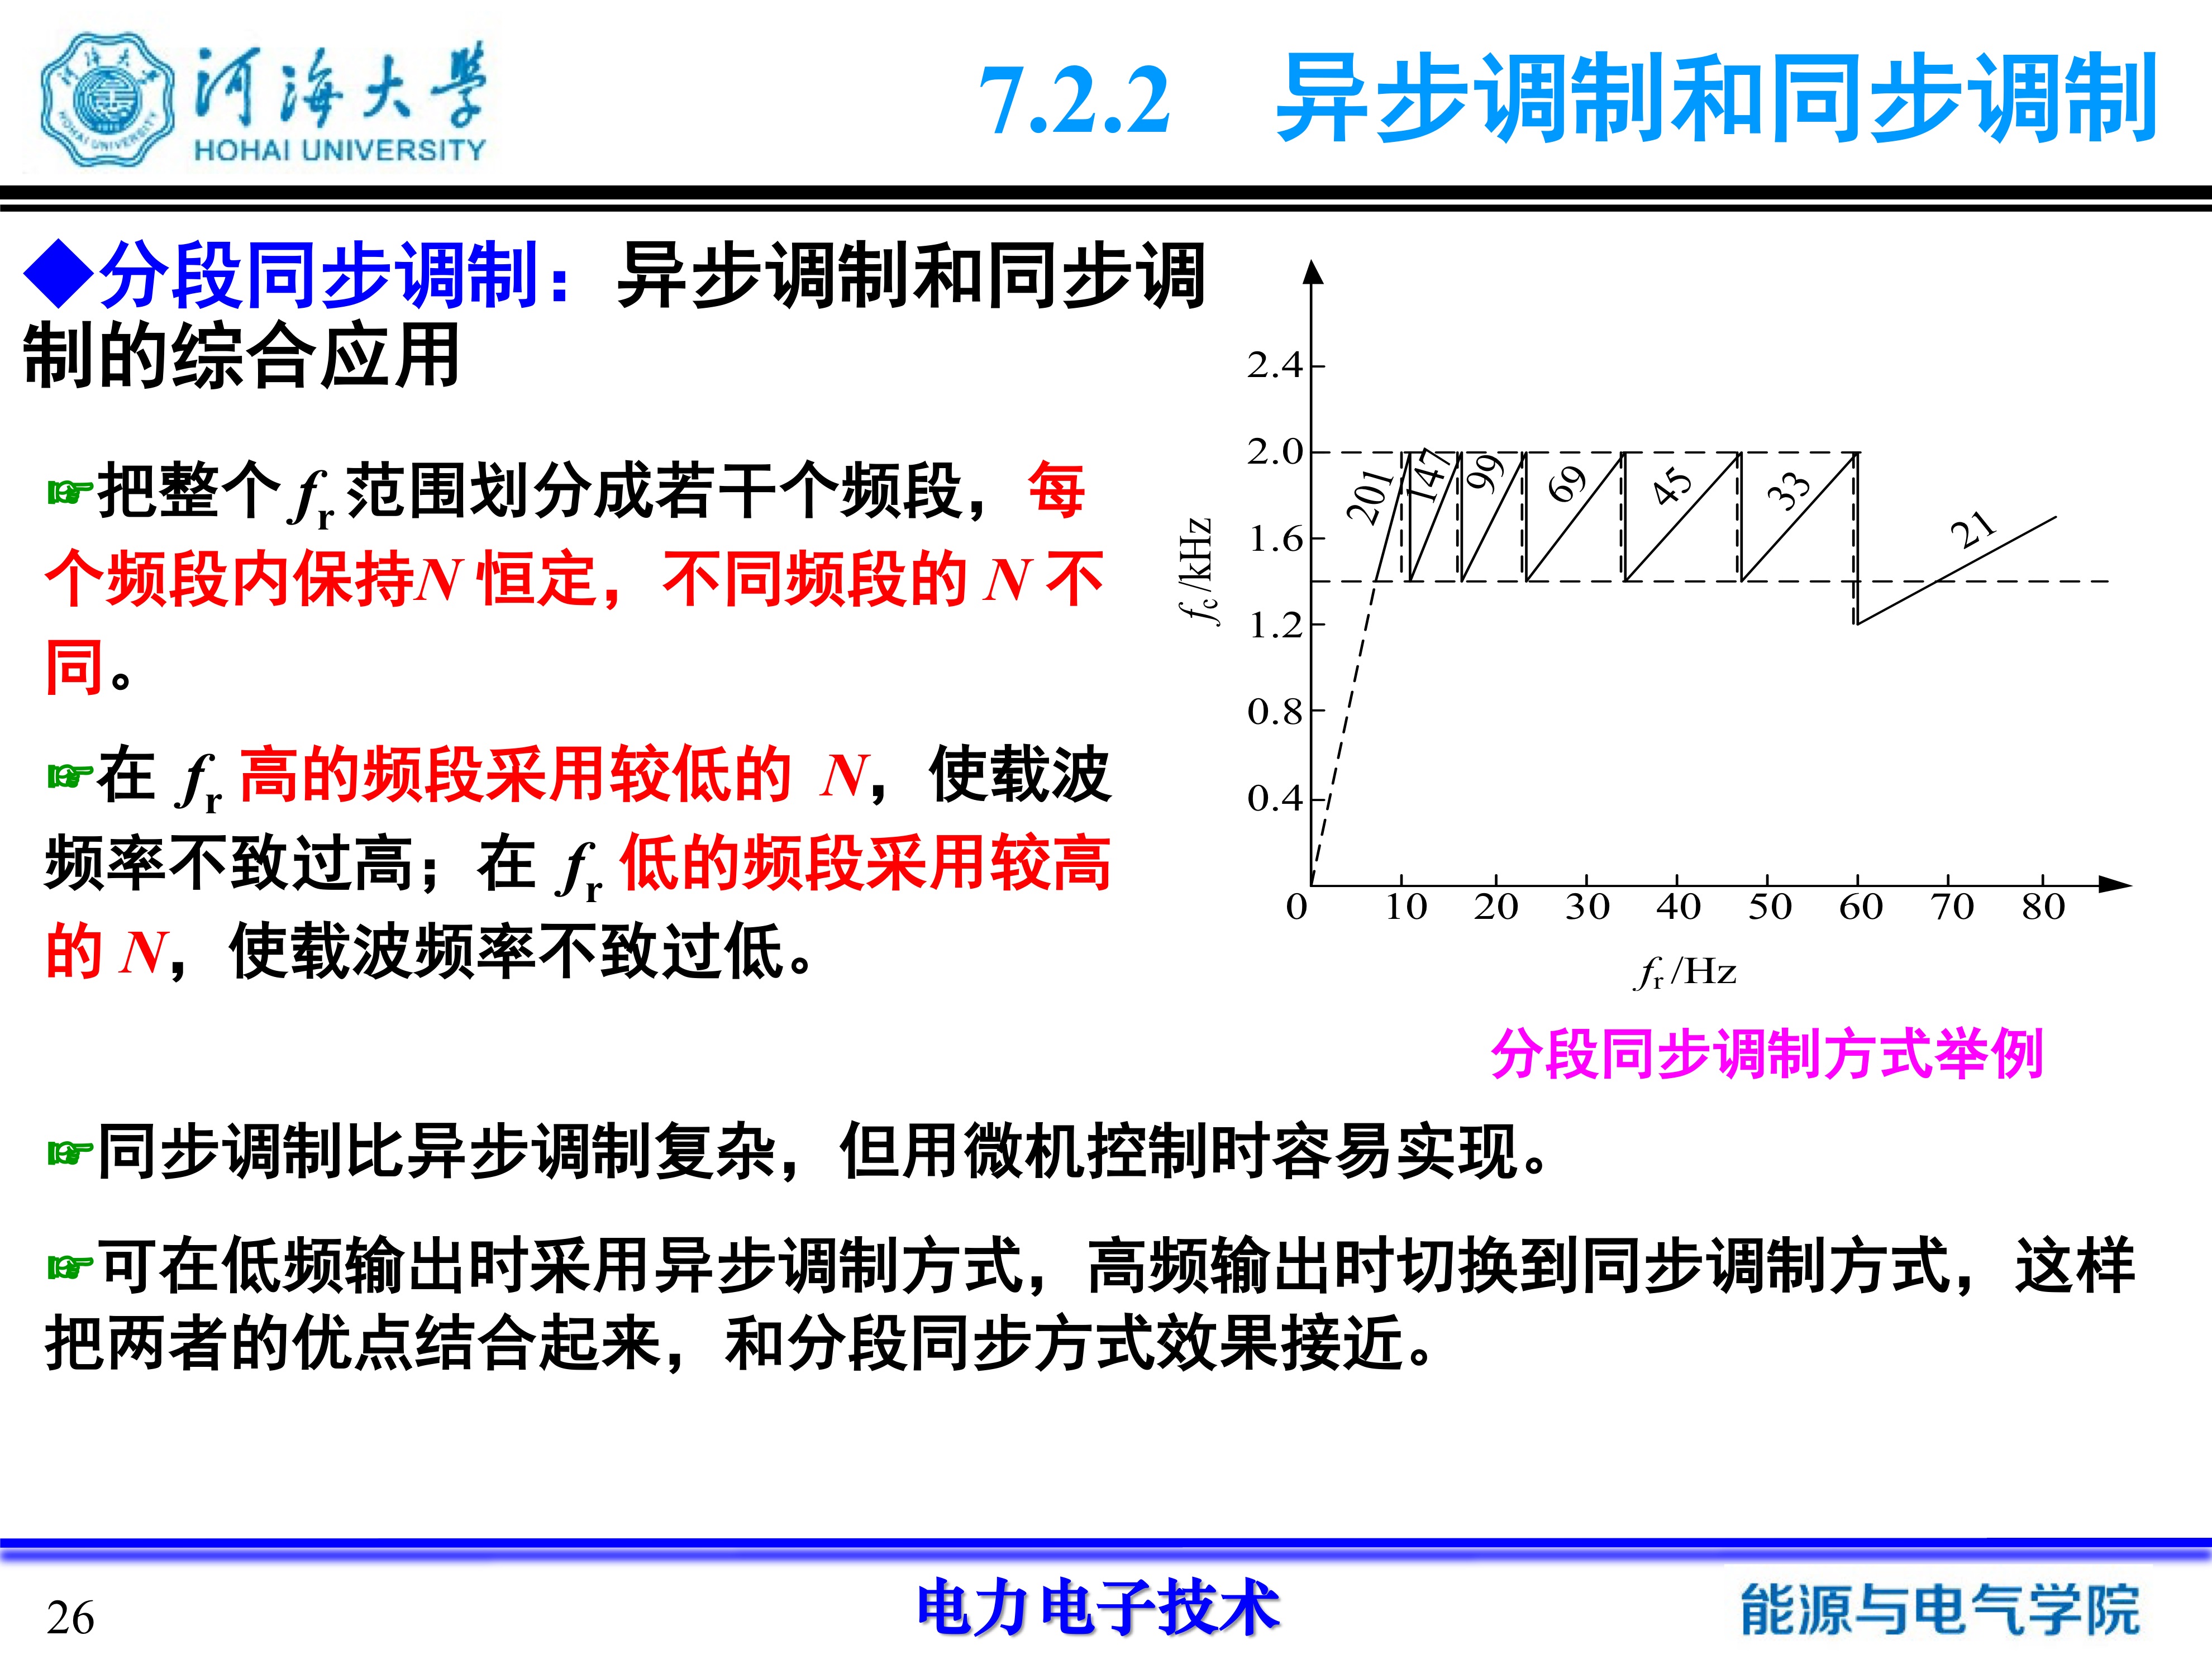 河海大学
HOHAI UNIVERSITY
7.2.2 异步调制和同步调制
◆分段同步调制：异步调制和同步调
制的综合应用
☞把整个 fr 范围划分成若干个频段，每
个频段内保持N 恒定，不同频段的 N 不
同。
☞在 fr 高的频段采用较低的 N，使载波
频率不致过高；在 fr 低的频段采用较高
的 N，使载波频率不致过低。
2.4
2.0
1.6
1.2
0.8
0.4
fc /kHz
201 147 99 69 45 33 21
0 10 20 30 40 50 60 70 80
fr /Hz
分段同步调制方式举例
☞同步调制比异步调制复杂，但用微机控制时容易实现。
☞可在低频输出时采用异步调制方式，高频输出时切换到同步调制方式，这样
把两者的优点结合起来，和分段同步方式效果接近。
26
电力电子技术
能源与电气学院